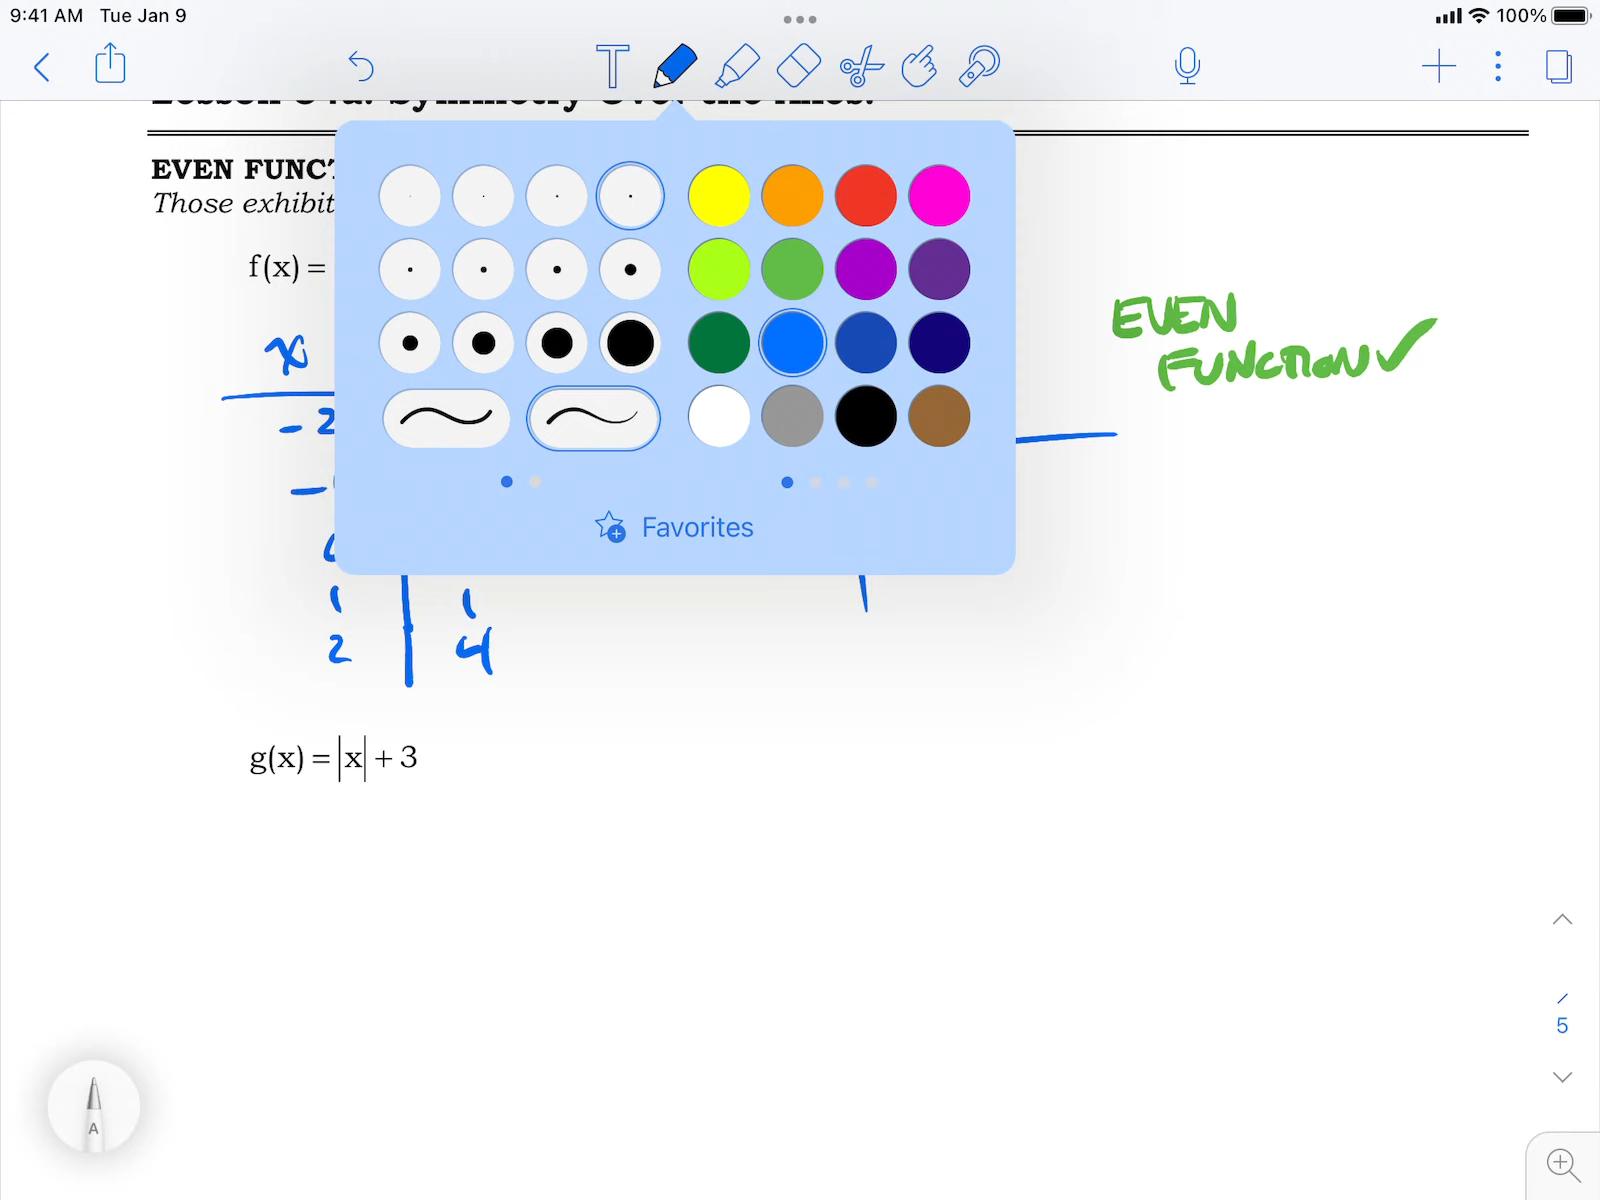 9:41 AM Tue Jan 9
100%
EVEN FUNC
Those exhibit
f(x) =
EVEN
FUNCTION ✓
x
-2
1 1
2 4
Favorites
g(x) = |x| + 3
5
A